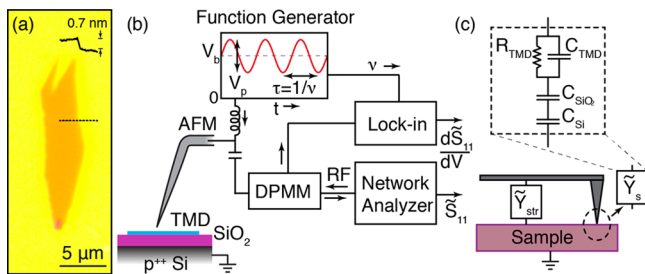 (a)
0.7 nm
5 µm
(b)
Function Generator
V_b
V_p
τ=1/ν
0
t
ν
AFM
Lock-in
dS̃₁₁
dV
DPMM
RF
Network
Analyzer
S̃₁₁
TMD
SiO₂
p⁺⁺ Si
(c)
R_TMD
C_TMD
C_SiO₂
C_Si
Ỹ_s
Ỹ_str
Sample